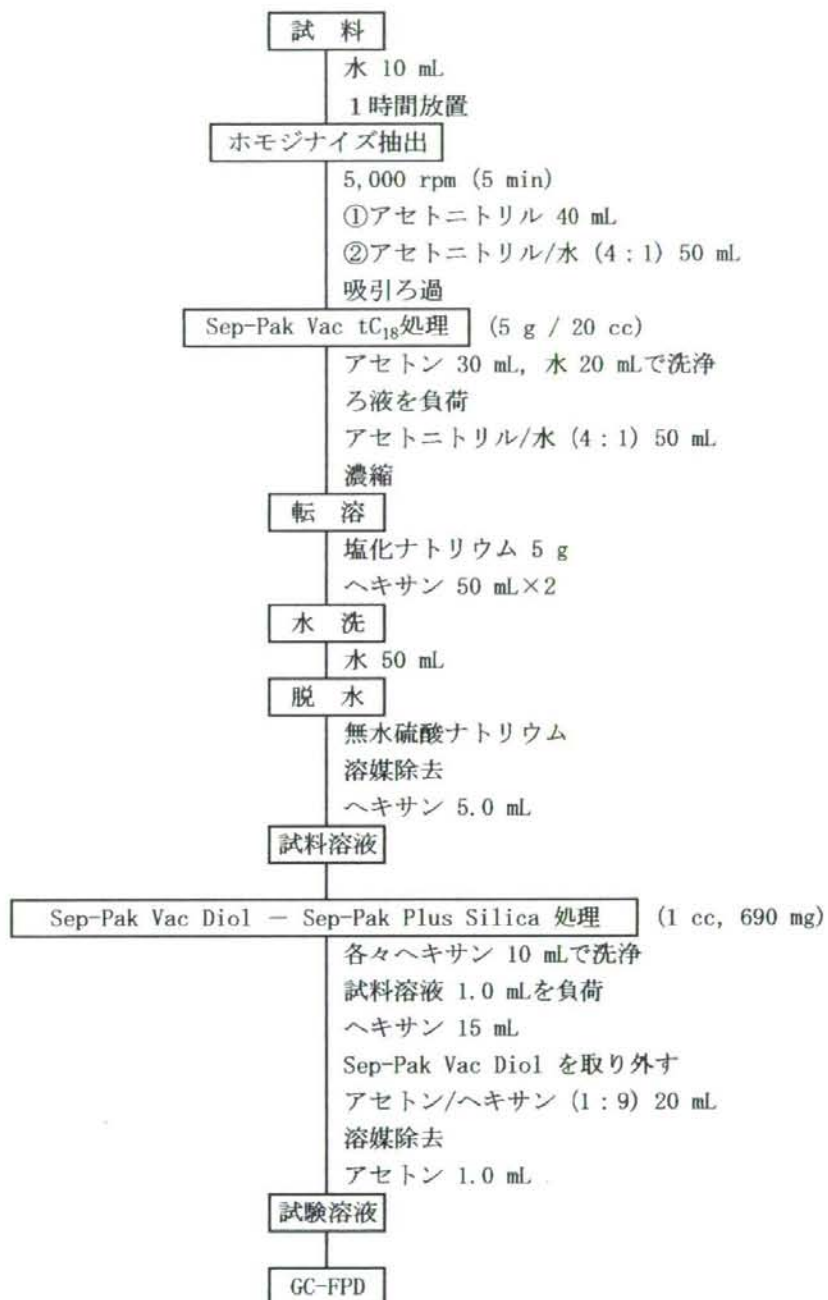 試 料
水 10 mL
1時間放置
ホモジナイズ抽出
5,000 rpm (5 min)
①アセトニトリル 40 mL
②アセトニトリル/水 (4:1) 50 mL
吸引ろ過
Sep-Pak Vac tC₁₈処理 (5 g / 20 cc)
アセトン 30 mL, 水 20 mLで洗浄
ろ液を負荷
アセトニトリル/水 (4:1) 50 mL
濃縮
転 溶
塩化ナトリウム 5 g
ヘキサン 50 mL×2
水 洗
水 50 mL
脱 水
無水硫酸ナトリウム
溶媒除去
ヘキサン 5.0 mL
試料溶液
Sep-Pak Vac Diol - Sep-Pak Plus Silica 処理 (1 cc, 690 mg)
各々ヘキサン 10 mLで洗浄
試料溶液 1.0 mLを負荷
ヘキサン 15 mL
Sep-Pak Vac Diol を取り外す
アセトン/ヘキサン (1:9) 20 mL
溶媒除去
アセトン 1.0 mL
試験溶液
GC-FPD